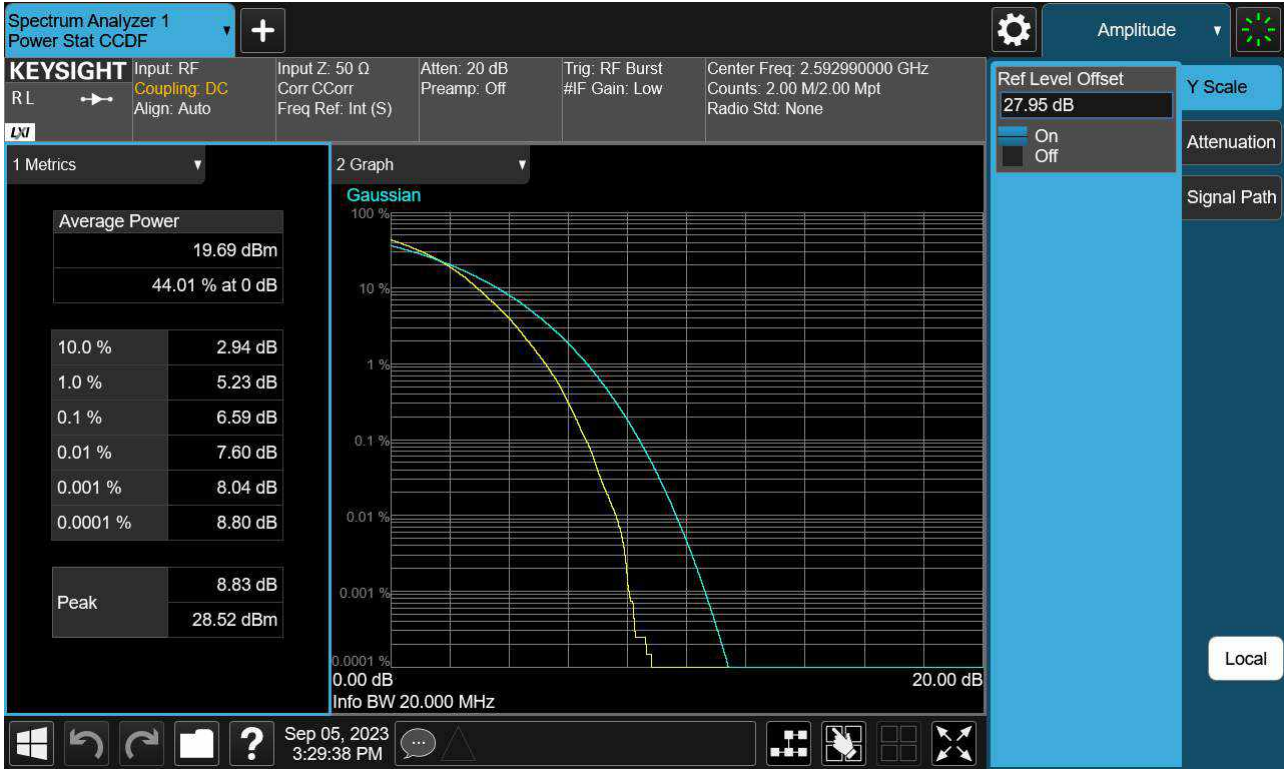 Spectrum Analyzer 1
Power Stat CCDF
Amplitude
KEYSIGHT
R L
LXI
Input: RF
Coupling: DC
Align: Auto
Input Z: 50 Ω
Corr CCorr
Freq Ref: Int (S)
Atten: 20 dB
Preamp: Off
Trig: RF Burst
#IF Gain: Low
Center Freq: 2.592990000 GHz
Counts: 2.00 M/2.00 Mpt
Radio Std: None
Ref Level Offset
27.95 dB
On
Off
Y Scale
Attenuation
Signal Path
Local
1 Metrics
Average Power
19.69 dBm
44.01 % at 0 dB
10.0 % 2.94 dB
1.0 % 5.23 dB
0.1 % 6.59 dB
0.01 % 7.60 dB
0.001 % 8.04 dB
0.0001 % 8.80 dB
Peak
8.83 dB
28.52 dBm
2 Graph
Gaussian
100 %
10 %
1 %
0.1 %
0.01 %
0.001 %
0.0001 %
0.00 dB 20.00 dB
Info BW 20.000 MHz
?
Sep 05, 2023
3:29:38 PM